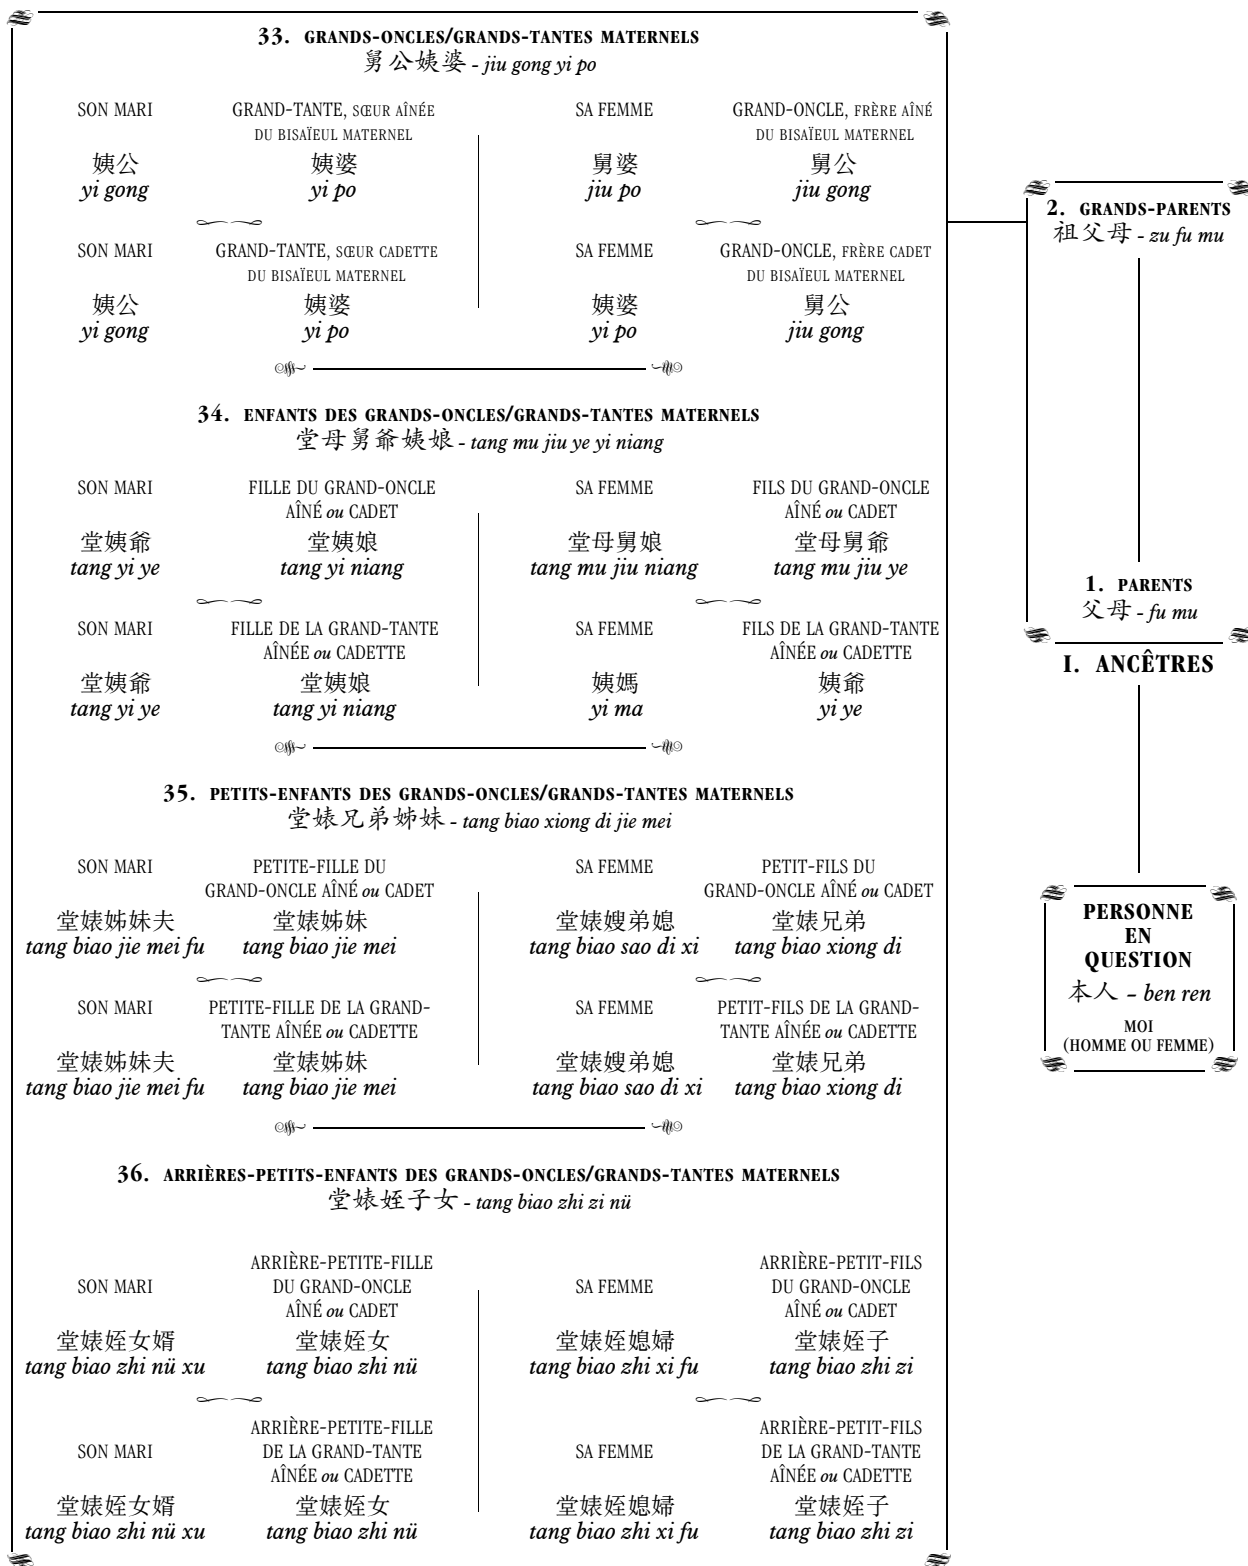 33. GRANDS-ONCLES/GRANDS-TANTES MATERNELS
舅公姨婆 - jiu gong yi po
SON MARI GRAND-TANTE, SŒUR AÎNÉE SA FEMME GRAND-ONCLE, FRÈRE AÎNÉ
DU BISAÏEUL MATERNEL DU BISAÏEUL MATERNEL
姨公 姨婆 舅婆 舅公
yi gong yi po jiu po jiu gong
SON MARI GRAND-TANTE, SŒUR CADETTE SA FEMME GRAND-ONCLE, FRÈRE CADET
DU BISAÏEUL MATERNEL DU BISAÏEUL MATERNEL
姨公 姨婆 姨婆 舅公
yi gong yi po yi po jiu gong
34. ENFANTS DES GRANDS-ONCLES/GRANDS-TANTES MATERNELS
堂母舅爺姨娘 - tang mu jiu ye yi niang
SON MARI FILLE DU GRAND-ONCLE SA FEMME FILS DU GRAND-ONCLE
AÎNÉ ou CADET AÎNÉ ou CADET
堂姨爺 堂姨娘 堂母舅娘 堂母舅爺
tang yi ye tang yi niang tang mu jiu niang tang mu jiu ye
SON MARI FILLE DE LA GRAND-TANTE SA FEMME FILS DE LA GRAND-TANTE
AÎNÉE ou CADETTE AÎNÉE ou CADETTE
堂姨爺 堂姨娘 姨媽 姨爺
tang yi ye tang yi niang yi ma yi ye
35. PETITS-ENFANTS DES GRANDS-ONCLES/GRANDS-TANTES MATERNELS
堂婊兄弟姊妹 - tang biao xiong di jie mei
SON MARI PETITE-FILLE DU SA FEMME PETIT-FILS DU
GRAND-ONCLE AÎNÉ ou CADET GRAND-ONCLE AÎNÉ ou CADET
堂婊姊妹夫 堂婊姊妹 堂婊嫂弟媳 堂婊兄弟
tang biao jie mei fu tang biao jie mei tang biao sao di xi tang biao xiong di
SON MARI PETITE-FILLE DE LA GRAND- SA FEMME PETIT-FILS DE LA GRAND-
TANTE AÎNÉE ou CADETTE TANTE AÎNÉE ou CADETTE
堂婊姊妹夫 堂婊姊妹 堂婊嫂弟媳 堂婊兄弟
tang biao jie mei fu tang biao jie mei tang biao sao di xi tang biao xiong di
36. ARRIÈRES-PETITS-ENFANTS DES GRANDS-ONCLES/GRANDS-TANTES MATERNELS
堂婊姪子女 - tang biao zhi zi nü
ARRIÈRE-PETITE-FILLE ARRIÈRE-PETIT-FILS
SON MARI DU GRAND-ONCLE SA FEMME DU GRAND-ONCLE
AÎNÉ ou CADET AÎNÉ ou CADET
堂婊姪女婿 堂婊姪女 堂婊姪媳婦 堂婊姪子
tang biao zhi nü xu tang biao zhi nü tang biao zhi xi fu tang biao zhi zi
ARRIÈRE-PETITE-FILLE ARRIÈRE-PETIT-FILS
SON MARI DE LA GRAND-TANTE SA FEMME DE LA GRAND-TANTE
AÎNÉE ou CADETTE AÎNÉE ou CADETTE
堂婊姪女婿 堂婊姪女 堂婊姪媳婦 堂婊姪子
tang biao zhi nü xu tang biao zhi nü tang biao zhi xi fu tang biao zhi zi
2. GRANDS-PARENTS
祖父母 - zu fu mu
1. PARENTS
父母 - fu mu
I. ANCÊTRES
PERSONNE
EN
QUESTION
本人 – ben ren
MOI
(HOMME OU FEMME)